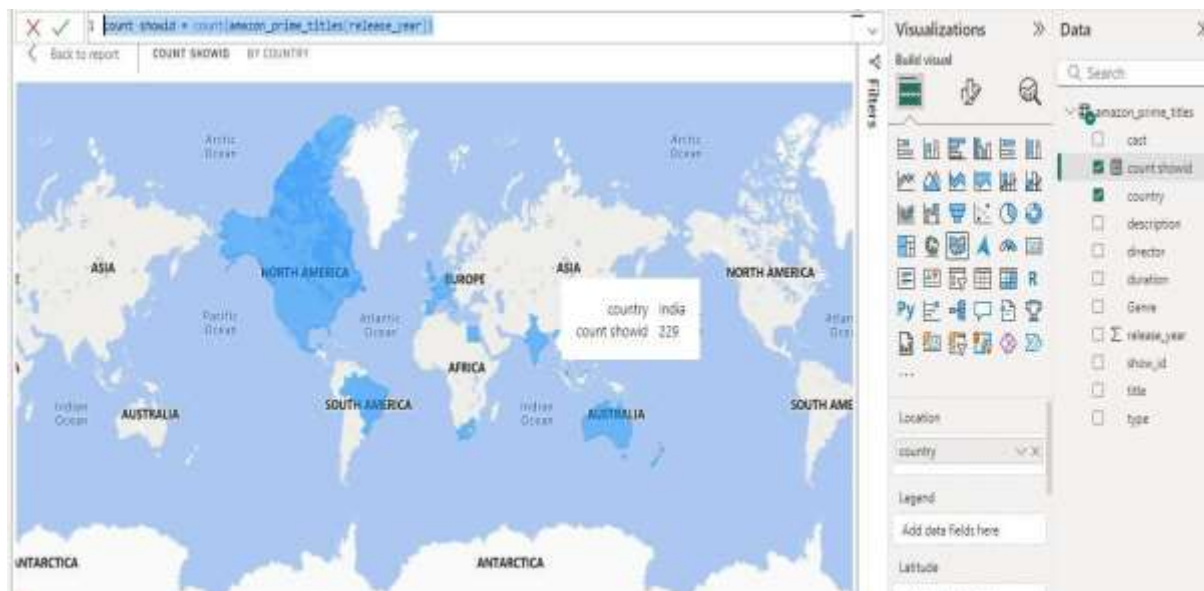 1 count showid = count(amazon_prime_titles[release_year])
Back to report COUNT SHOWID BY COUNTRY
Arctic
Ocean
Arctic
Ocean
ASIA
NORTH AMERICA
EUROPE
ASIA
NORTH AMERICA
Pacific
Ocean
Atlantic
Ocean
country India
count showid 229
AFRICA
Indian
Ocean
AUSTRALIA
SOUTH AMERICA
Indian
Ocean
AUSTRALIA
SOUTH AME
ANTARCTICA
ANTARCTICA
Filters
Visualizations
Build visual
R
Py
...
Location
country
Legend
Add data fields here
Latitude
Data
Search
amazon_prime_titles
cast
count showid
country
description
director
duration
Genre
release_year
show_id
title
type